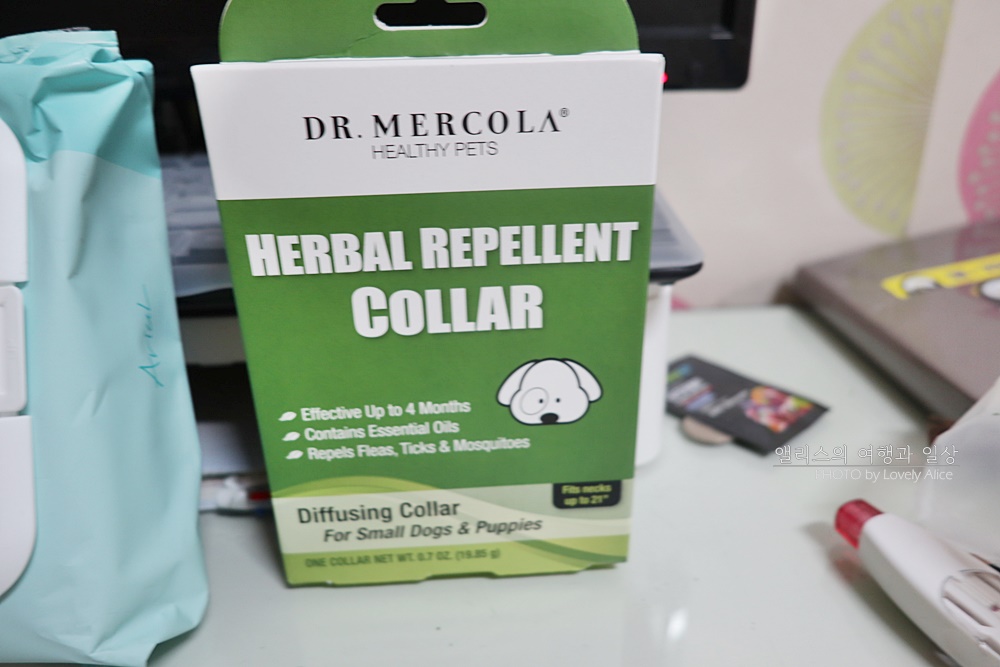 DR. MERCOLA®
HEALTHY PETS
HERBAL REPELLENT
COLLAR
Effective Up to 4 Months
Contains Essential Oils
Repels Fleas, Ticks & Mosquitoes
Fits necks
up to 21"
Diffusing Collar
For Small Dogs & Puppies
ONE COLLAR NET WT. 0.7 OZ. (19.85 g)
앨리스의 여행과 일상
PHOTO by Lovely Alice